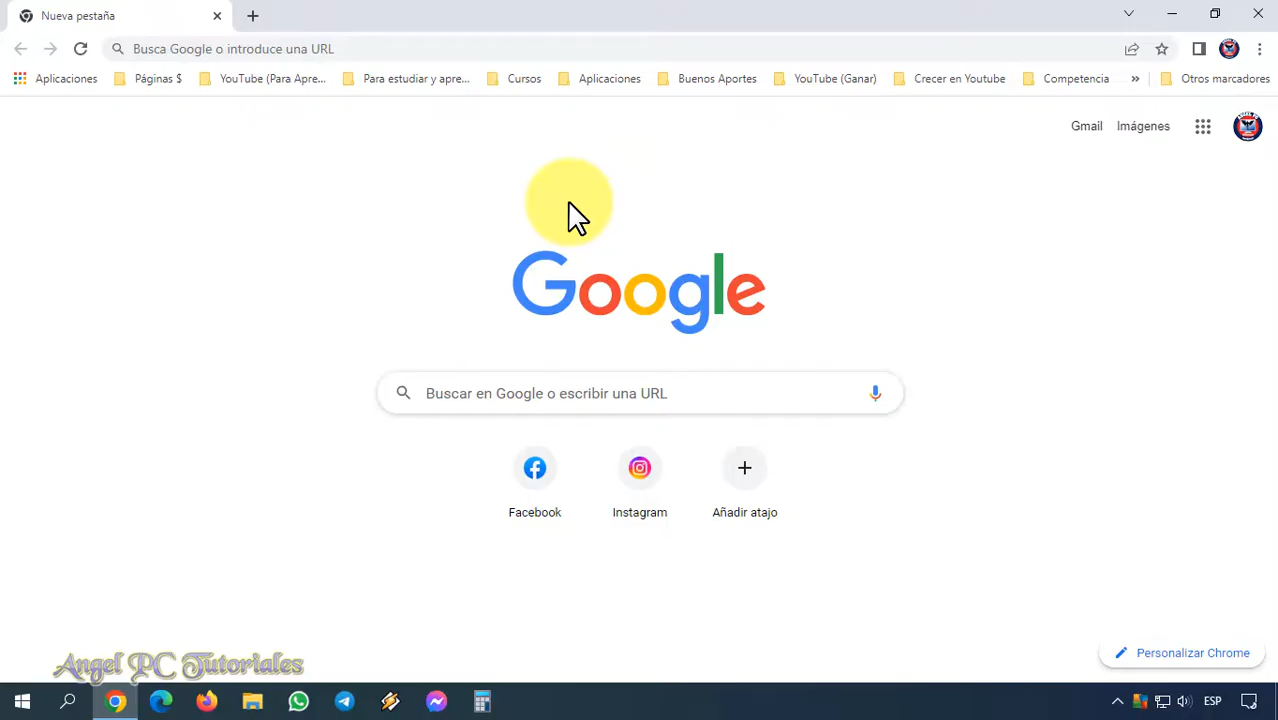 Nueva pestaña
Busca Google o introduce una URL
Aplicaciones Páginas $ YouTube (Para Apre... Para estudiar y apre... Cursos Aplicaciones Buenos Aportes YouTube (Ganar) Crecer en Youtube Competencia » Otros marcadores
Gmail Imágenes
Google
Buscar en Google o escribir una URL
Facebook Instagram Añadir atajo
Personalizar Chrome
Angel PC Tutoriales
ESP